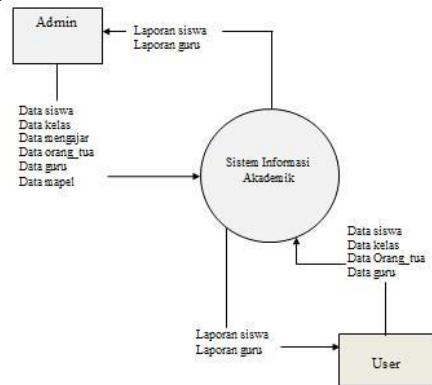 Admin
Laporan siswa
Laporan guru
Data siswa
Data kelas
Data mengajar
Data orang_tua
Data guru
Data mapel
Sistem Informasi
Akademik
Data siswa
Data kelas
Data Orang_tua
Data guru
Laporan siswa
Laporan guru
User